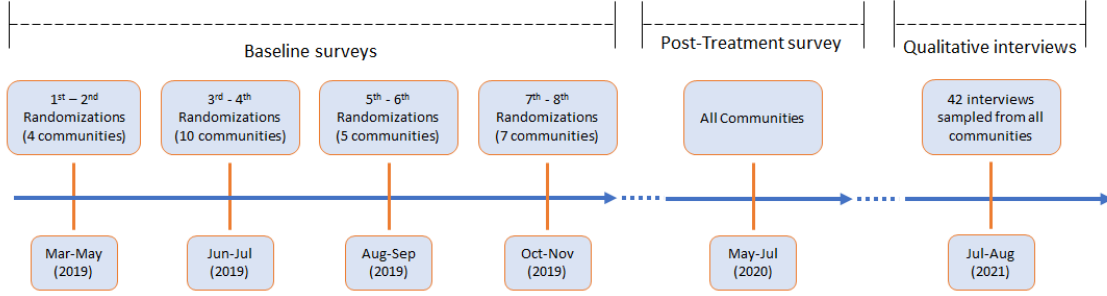 Baseline surveys
Post-Treatment survey
Qualitative interviews
1st – 2nd
Randomizations
(4 communities)
3rd - 4th
Randomizations
(10 communities)
5th - 6th
Randomizations
(5 communities)
7th - 8th
Randomizations
(7 communities)
All Communities
42 interviews
sampled from all
communities
Mar-May
(2019)
Jun-Jul
(2019)
Aug-Sep
(2019)
Oct-Nov
(2019)
May-Jul
(2020)
Jul-Aug
(2021)